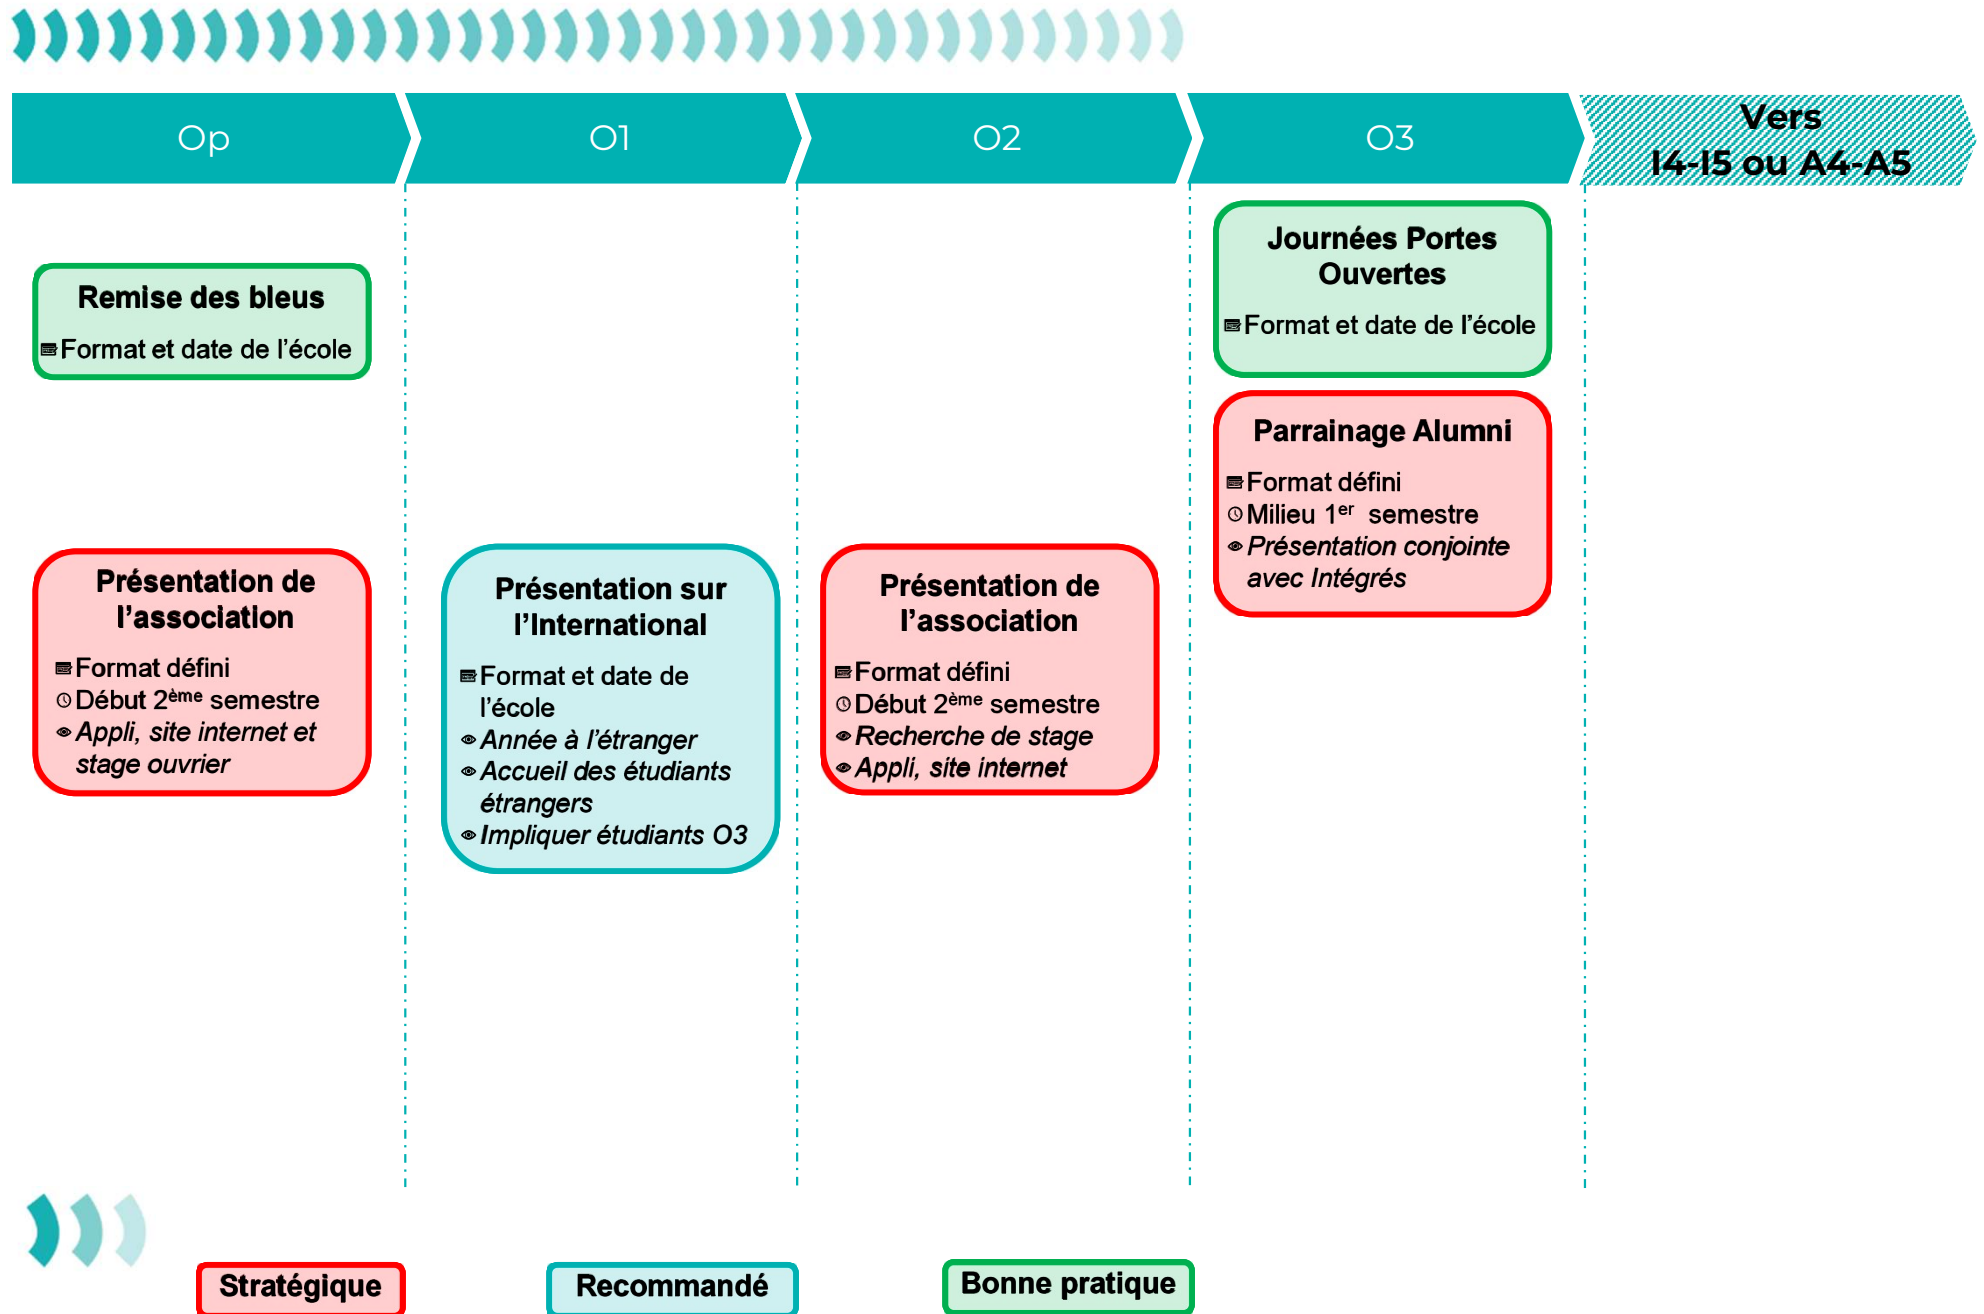 Op
O1
O2
O3
Vers
I4-I5 ou A4-A5
Remise des bleus
Format et date de l'école
Présentation de
l'association
Format défini
Début 2ème semestre
Appli, site internet et
stage ouvrier
Présentation sur
l'International
Format et date de
l'école
Année à l'étranger
Accueil des étudiants
étrangers
Impliquer étudiants O3
Présentation de
l'association
Format défini
Début 2ème semestre
Recherche de stage
Appli, site internet
Journées Portes
Ouvertes
Format et date de l'école
Parrainage Alumni
Format défini
Milieu 1er semestre
Présentation conjointe
avec Intégrés
Stratégique
Recommandé
Bonne pratique